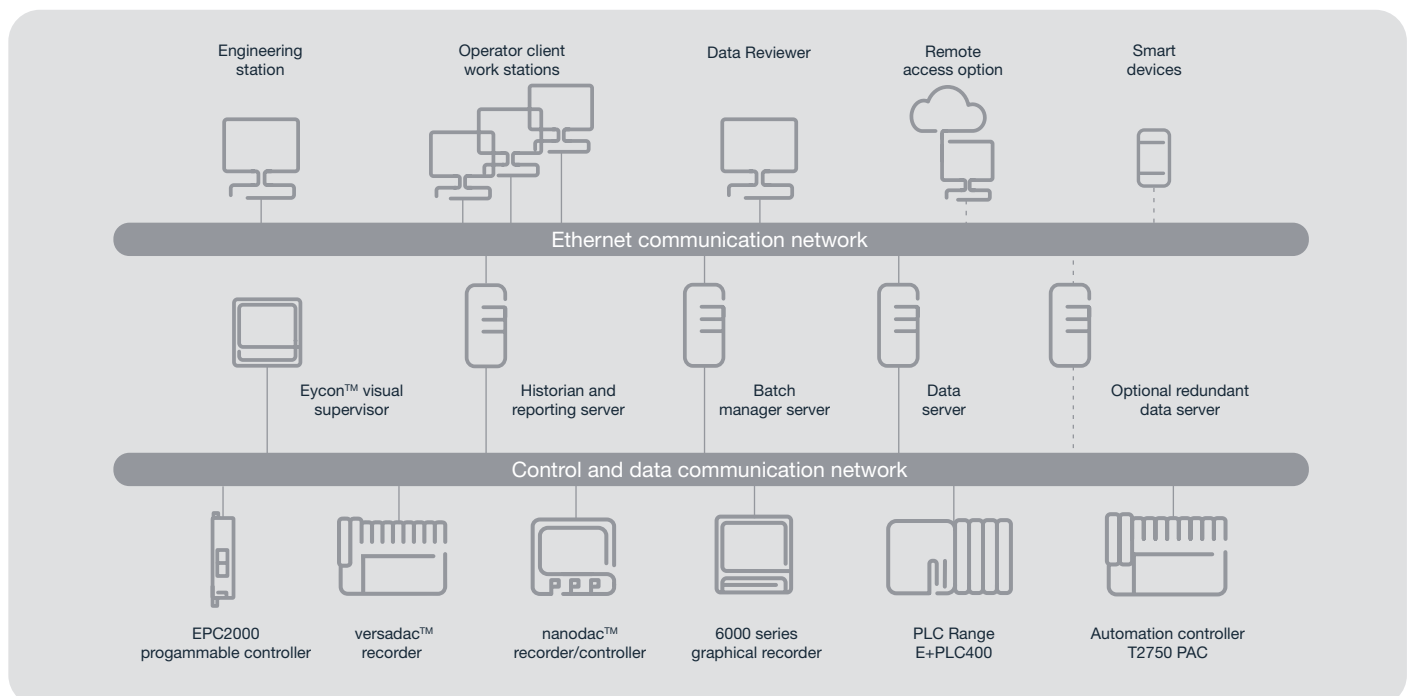 Engineering
station
Operator client
work stations
Data Reviewer
Remote
access option
Smart
devices
Ethernet communication network
Eycon™ visual
supervisor
Historian and
reporting server
Batch
manager server
Data
server
Optional redundant
data server
Control and data communication network
EPC2000
progammable controller
versadac™
recorder
nanodac™
recorder/controller
6000 series
graphical recorder
PLC Range
E+PLC400
Automation controller
T2750 PAC